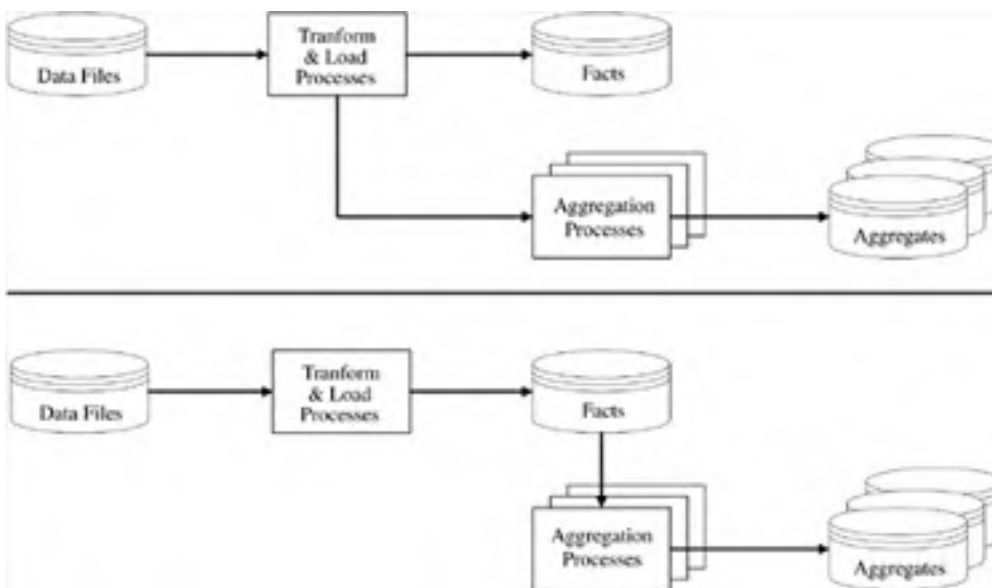 Data Files
Tranform
& Load
Processes
Facts
Aggregation
Processes
Aggregates
Data Files
Tranform
& Load
Processes
Facts
Aggregation
Processes
Aggregates